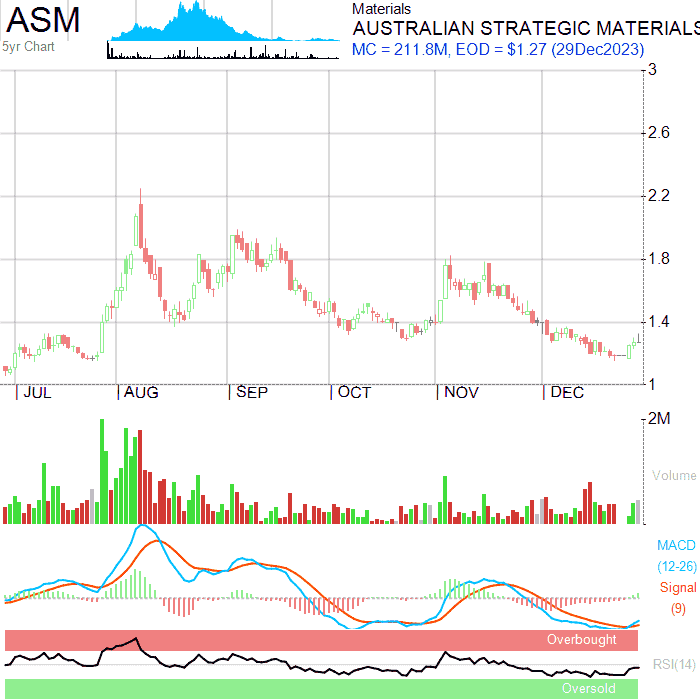 ASM
5yr Chart
Materials
AUSTRALIAN STRATEGIC MATERIALS
MC = 211.8M, EOD = $1.27 (29Dec2023)
3
2.6
2.2
1.8
1.4
1
JUL AUG SEP OCT NOV DEC
2M
Volume
MACD
(12-26)
Signal
(9)
Overbought
RSI(14)
Oversold